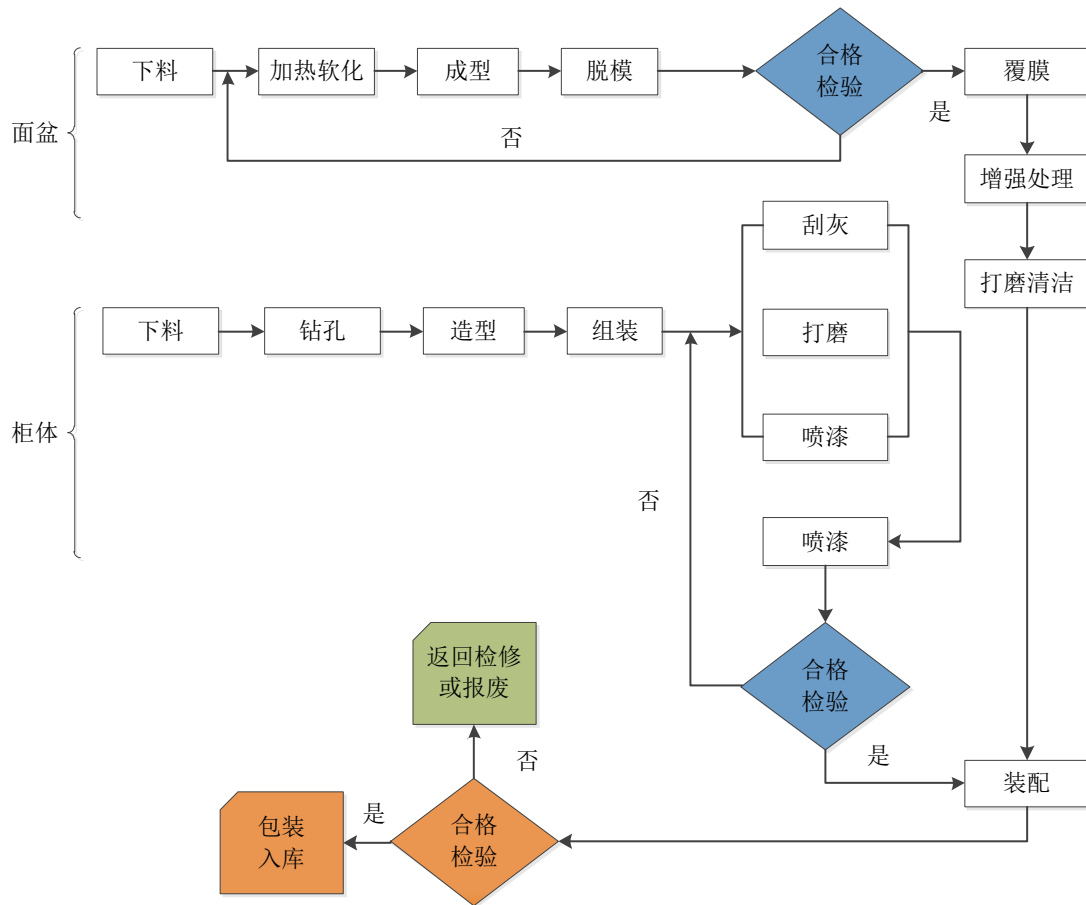 面盆
下料
加热软化
成型
脱模
合格
检验
是
覆膜
否
增强处理
打磨清洁
柜体
下料
钻孔
造型
组装
刮灰
打磨
喷漆
否
喷漆
合格
检验
是
装配
返回检修
或报废
否
合格
检验
是
包装
入库